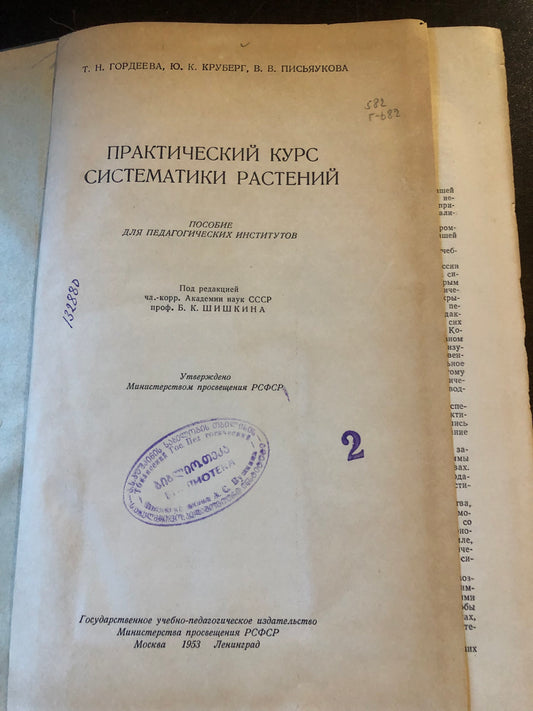 Т. Н. ГОРДЕЕВА, Ю. К. КРУБЕРГ, В. В. ПИСЬЯУКОВА
582
Г-682
ПРАКТИЧЕСКИЙ КУРС
СИСТЕМАТИКИ РАСТЕНИЙ
ПОСОБИЕ
ДЛЯ ПЕДАГОГИЧЕСКИХ ИНСТИТУТОВ
Под редакцией
чл.-корр. Академии наук СССР
проф. Б. К. ШИШКИНА
132880
Утверждено
Министерством просвещения РСФСР
ბიბლიოთეკა
2
Государственное учебно-педагогическое издательство
Министерства просвещения РСФСР
Москва 1953 Ленинград